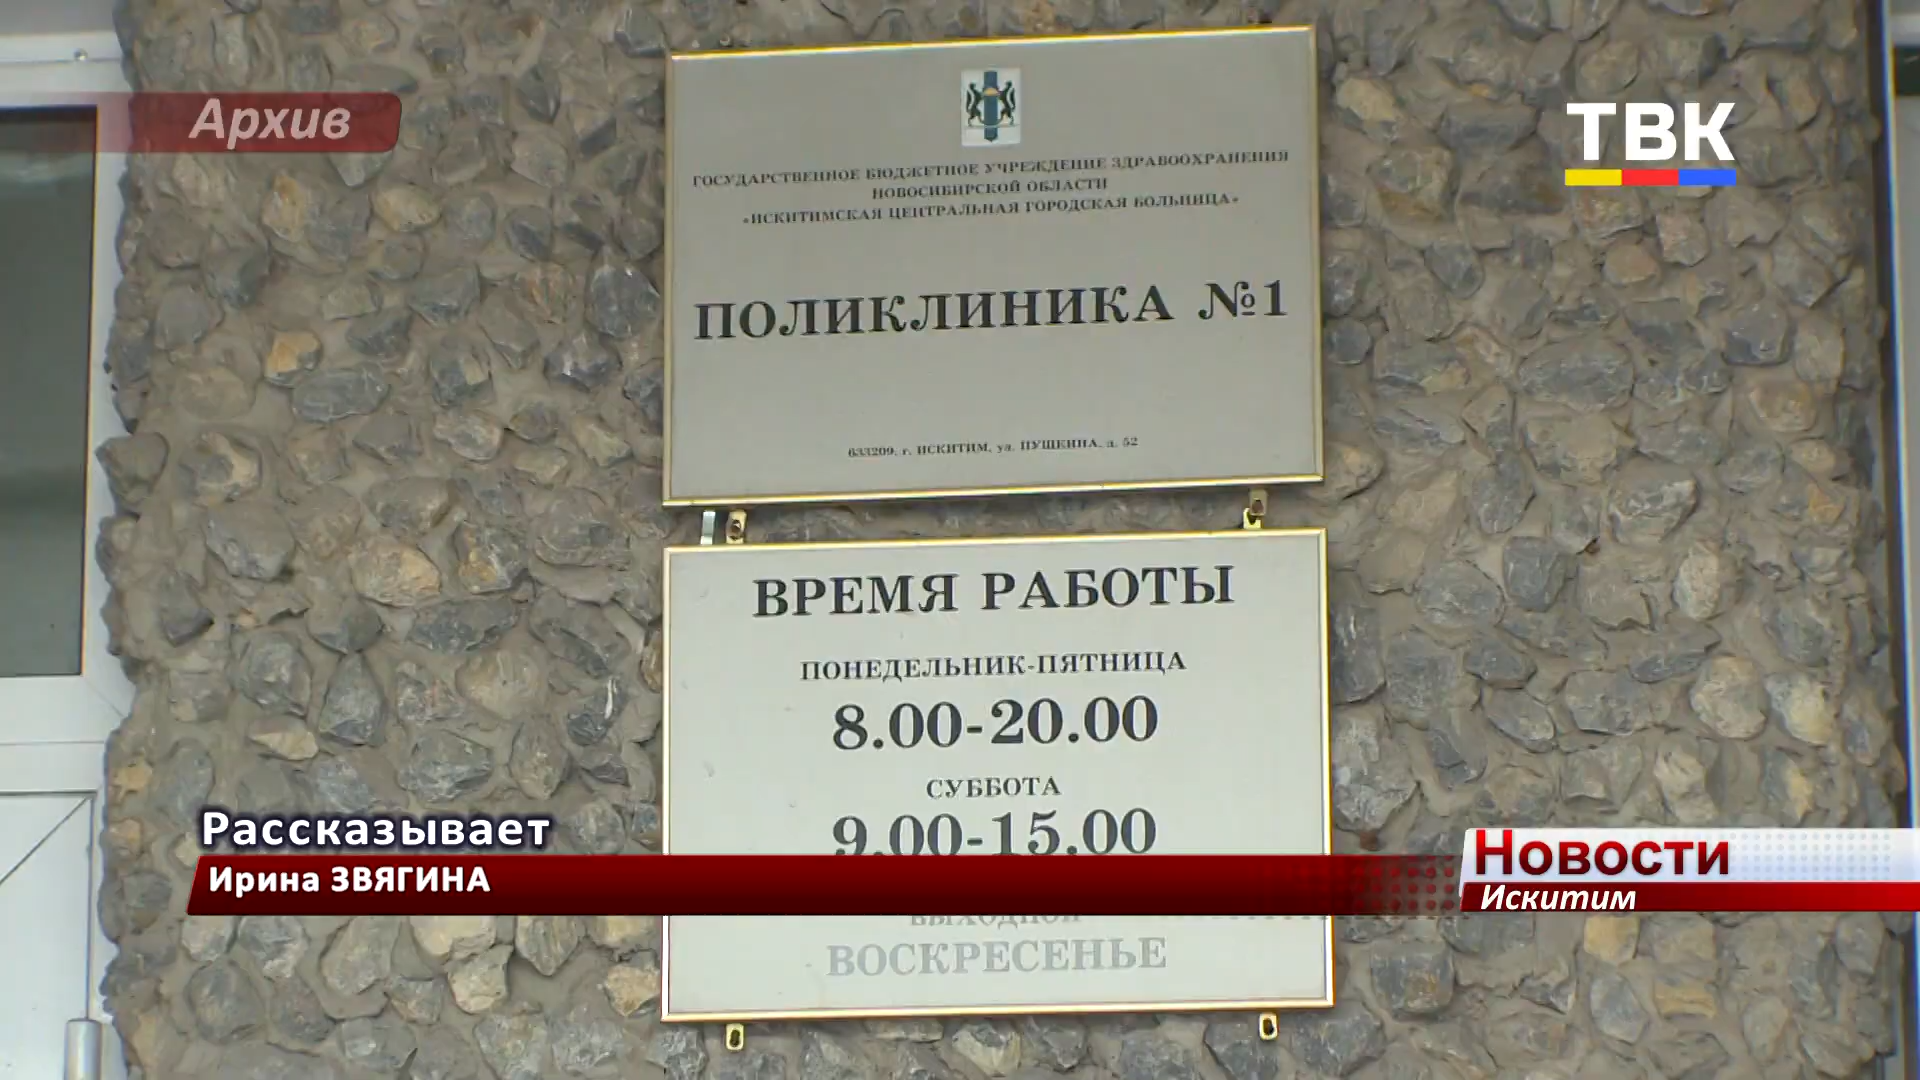 Архив
ТВК
ГОСУДАРСТВЕННОЕ БЮДЖЕТНОЕ УЧРЕЖДЕНИЕ ЗДРАВООХРАНЕНИЯ
НОВОСИБИРСКОЙ ОБЛАСТИ
«ИСКИТИМСКАЯ ЦЕНТРАЛЬНАЯ ГОРОДСКАЯ БОЛЬНИЦА»
ПОЛИКЛИНИКА №1
633209, г. ИСКИТИМ, ул. ПУШКИНА, д. 52
ВРЕМЯ РАБОТЫ
ПОНЕДЕЛЬНИК-ПЯТНИЦА
8.00-20.00
СУББОТА
9.00-15.00
ВЫХОДНОЙ
ВОСКРЕСЕНЬЕ
Рассказывает
Ирина ЗВЯГИНА
Новости
Искитим